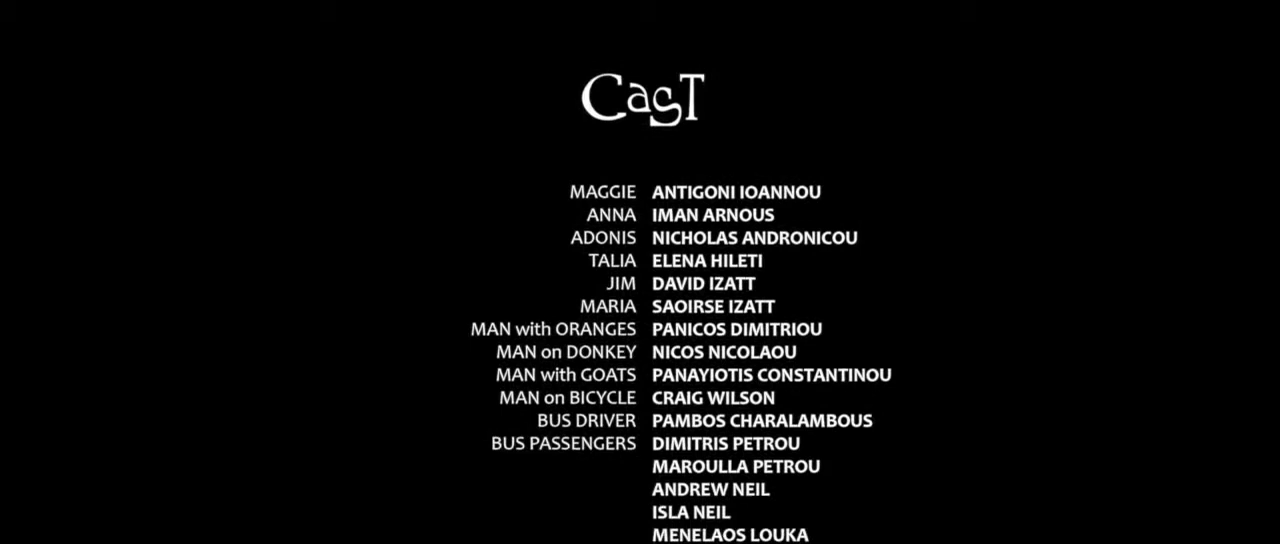 CasT
MAGGIE ANTIGONI IOANNOU
ANNA IMAN ARNOUS
ADONIS NICHOLAS ANDRONICOU
TALIA ELENA HILETI
JIM DAVID IZATT
MARIA SAOIRSE IZATT
MAN with ORANGES PANICOS DIMITRIOU
MAN on DONKEY NICOS NICOLAOU
MAN with GOATS PANAYIOTIS CONSTANTINOU
MAN on BICYCLE CRAIG WILSON
BUS DRIVER PAMBOS CHARALAMBOUS
BUS PASSENGERS DIMITRIS PETROU
MAROULLA PETROU
ANDREW NEIL
ISLA NEIL
MENELAOS LOUKA